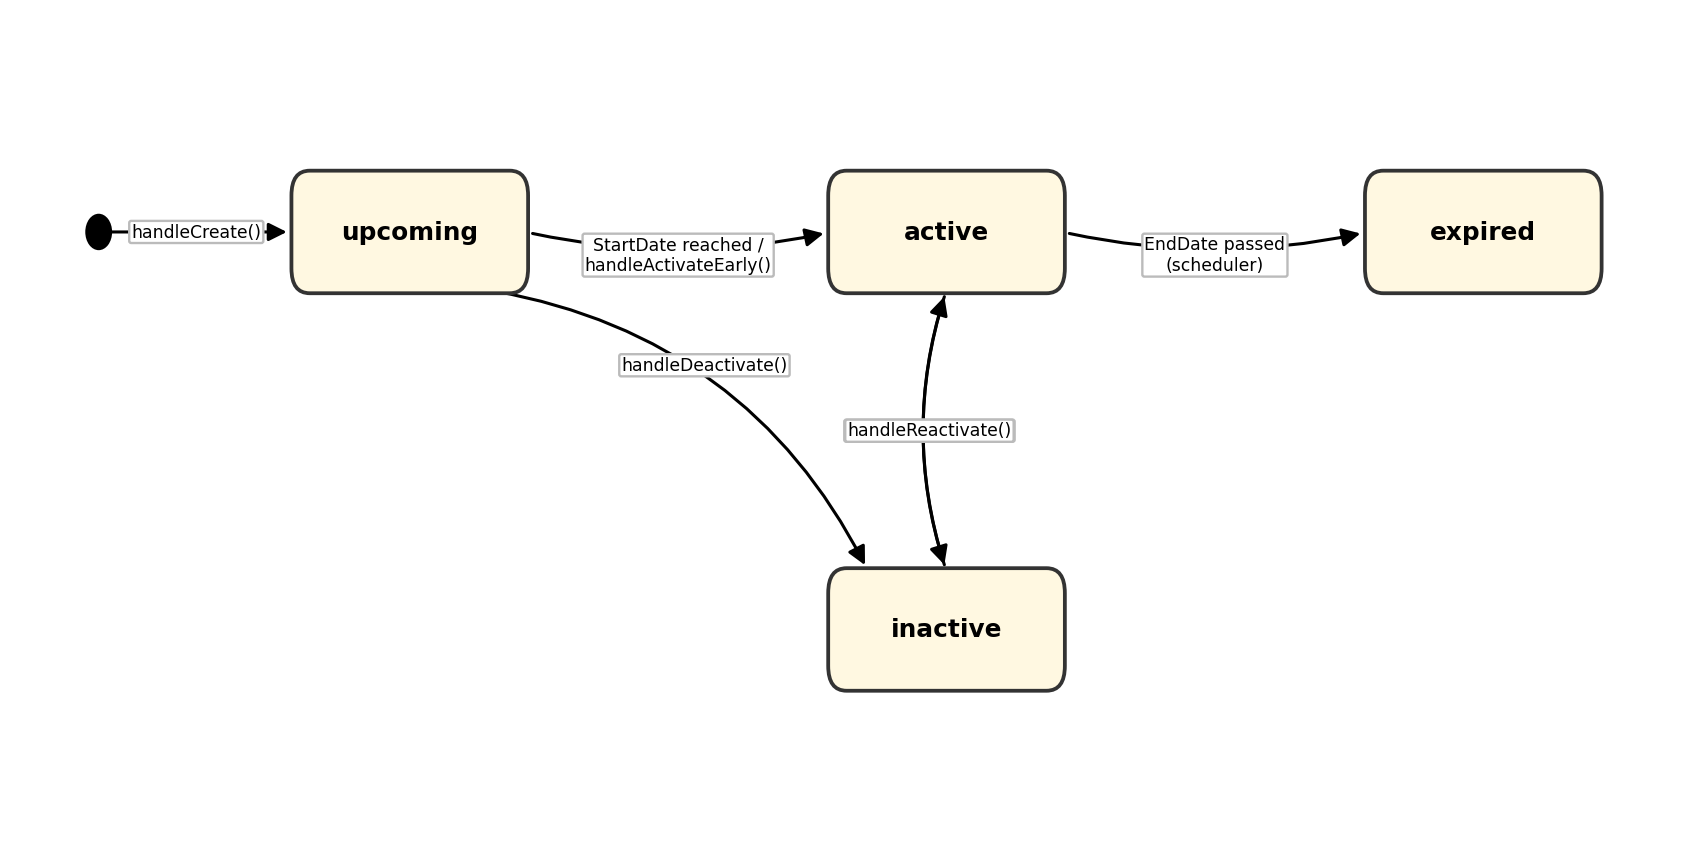 handleCreate()
upcoming
StartDate reached /
handleActivateEarly()
active
EndDate passed
(scheduler)
expired
handleDeactivate()
handleReactivate()
inactive